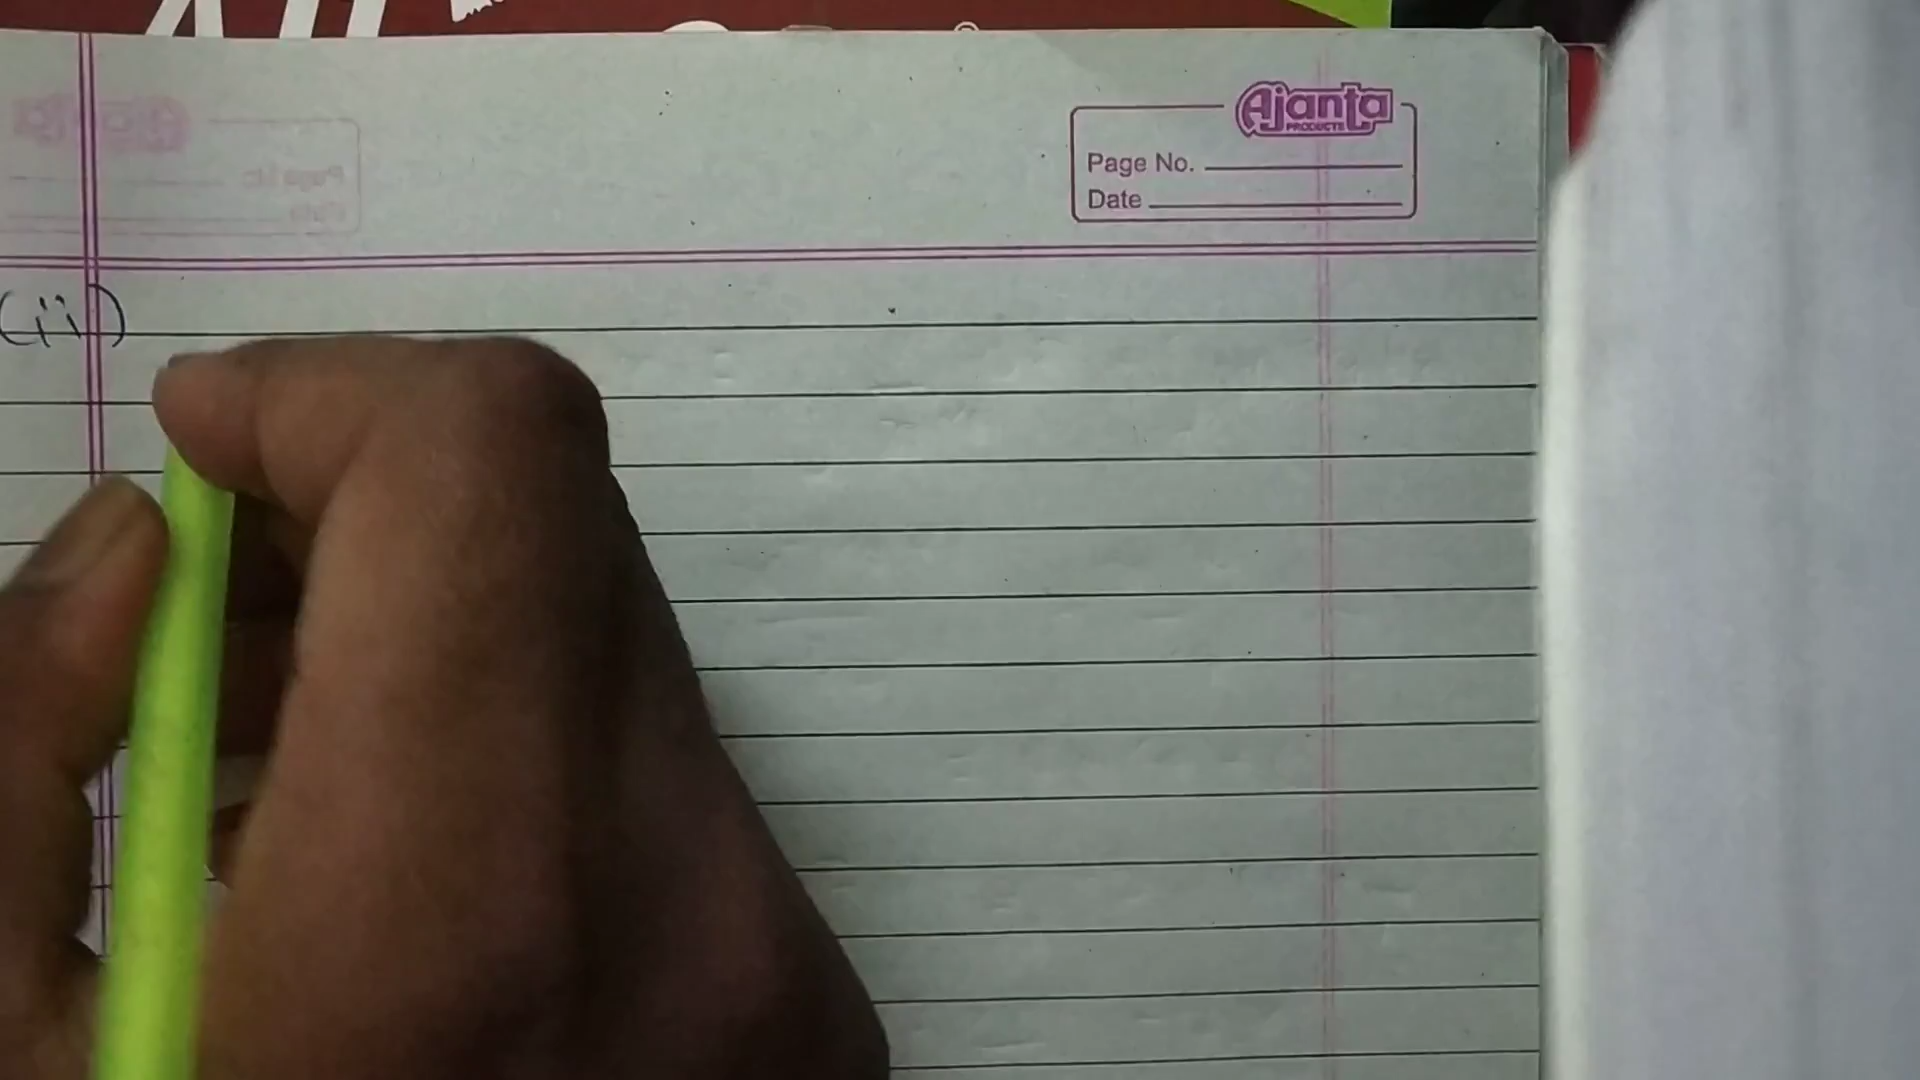 Ajanta
PRODUCTS
Page No.
Date
(ii)